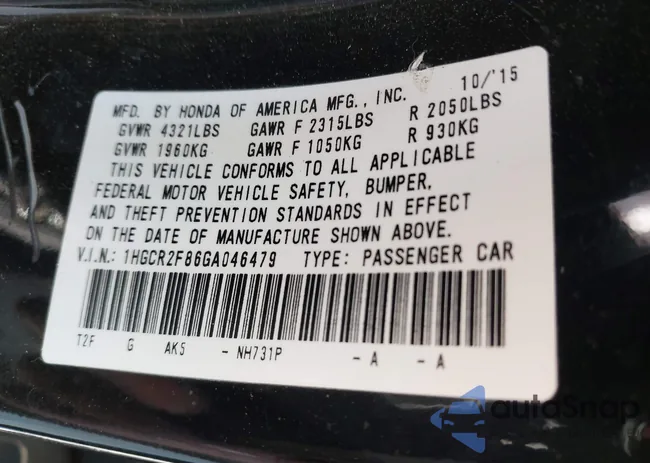 MFD. BY HONDA OF AMERICA MFG., INC. 10/'15
GVWR 4321LBS GAWR F 2315LBS R 2050LBS
GVWR 1960KG GAWR F 1050KG R 930KG
THIS VEHICLE CONFORMS TO ALL APPLICABLE
FEDERAL MOTOR VEHICLE SAFETY, BUMPER,
AND THEFT PREVENTION STANDARDS IN EFFECT
ON THE DATE OF MANUFACTURE SHOWN ABOVE.
V.I.N.: 1HGCR2F86GA046479 TYPE: PASSENGER CAR
T2F G AK5 - NH731P - A - A
autoSnap